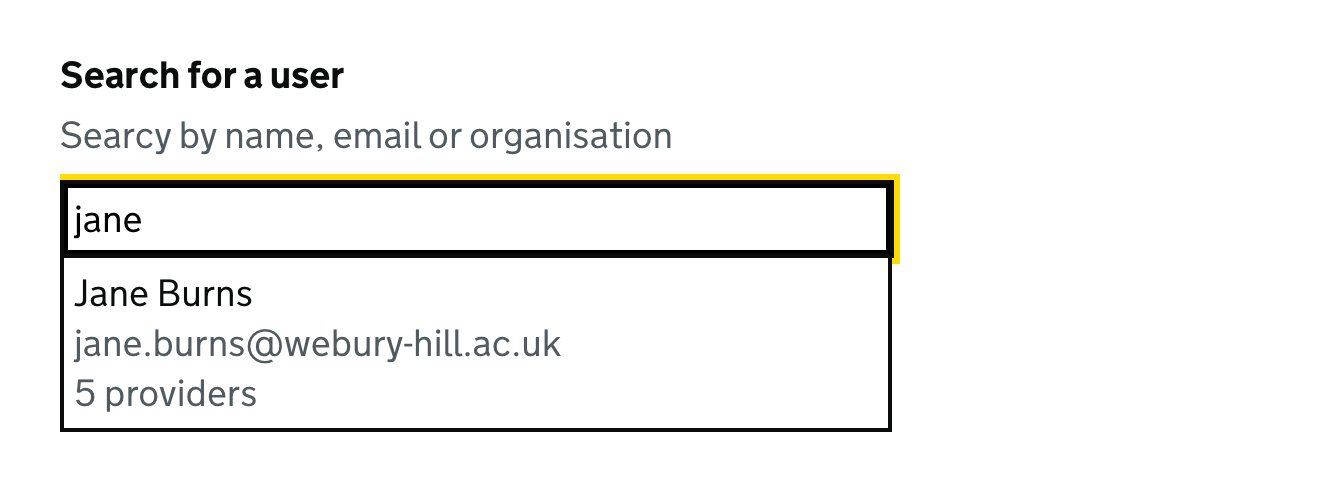 Search for a user
Searcy by name, email or organisation
jane
Jane Burns
jane.burns@webury-hill.ac.uk
5 providers